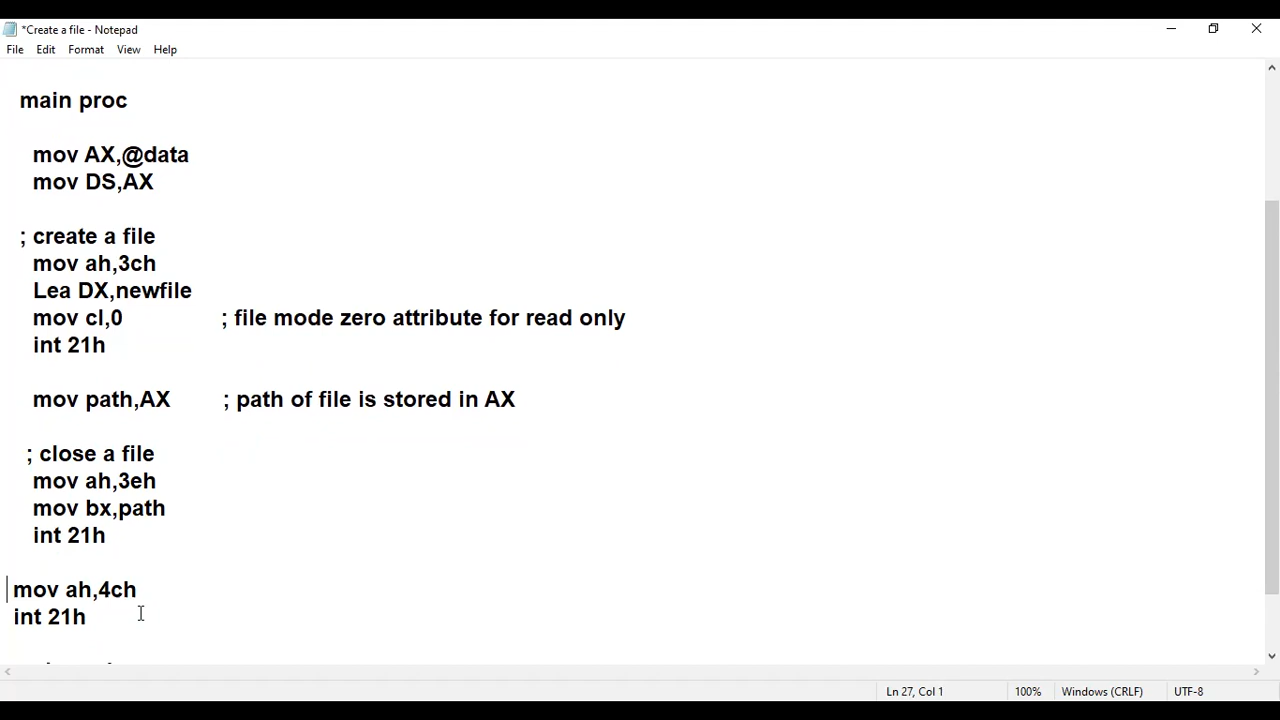 *Create a file - Notepad
File Edit Format View Help
main proc
mov AX,@data
mov DS,AX
; create a file
mov ah,3ch
Lea DX,newfile
mov cl,0 ; file mode zero attribute for read only
int 21h
mov path,AX ; path of file is stored in AX
; close a file
mov ah,3eh
mov bx,path
int 21h
mov ah,4ch
int 21h
Ln 27, Col 1 100% Windows (CRLF) UTF-8